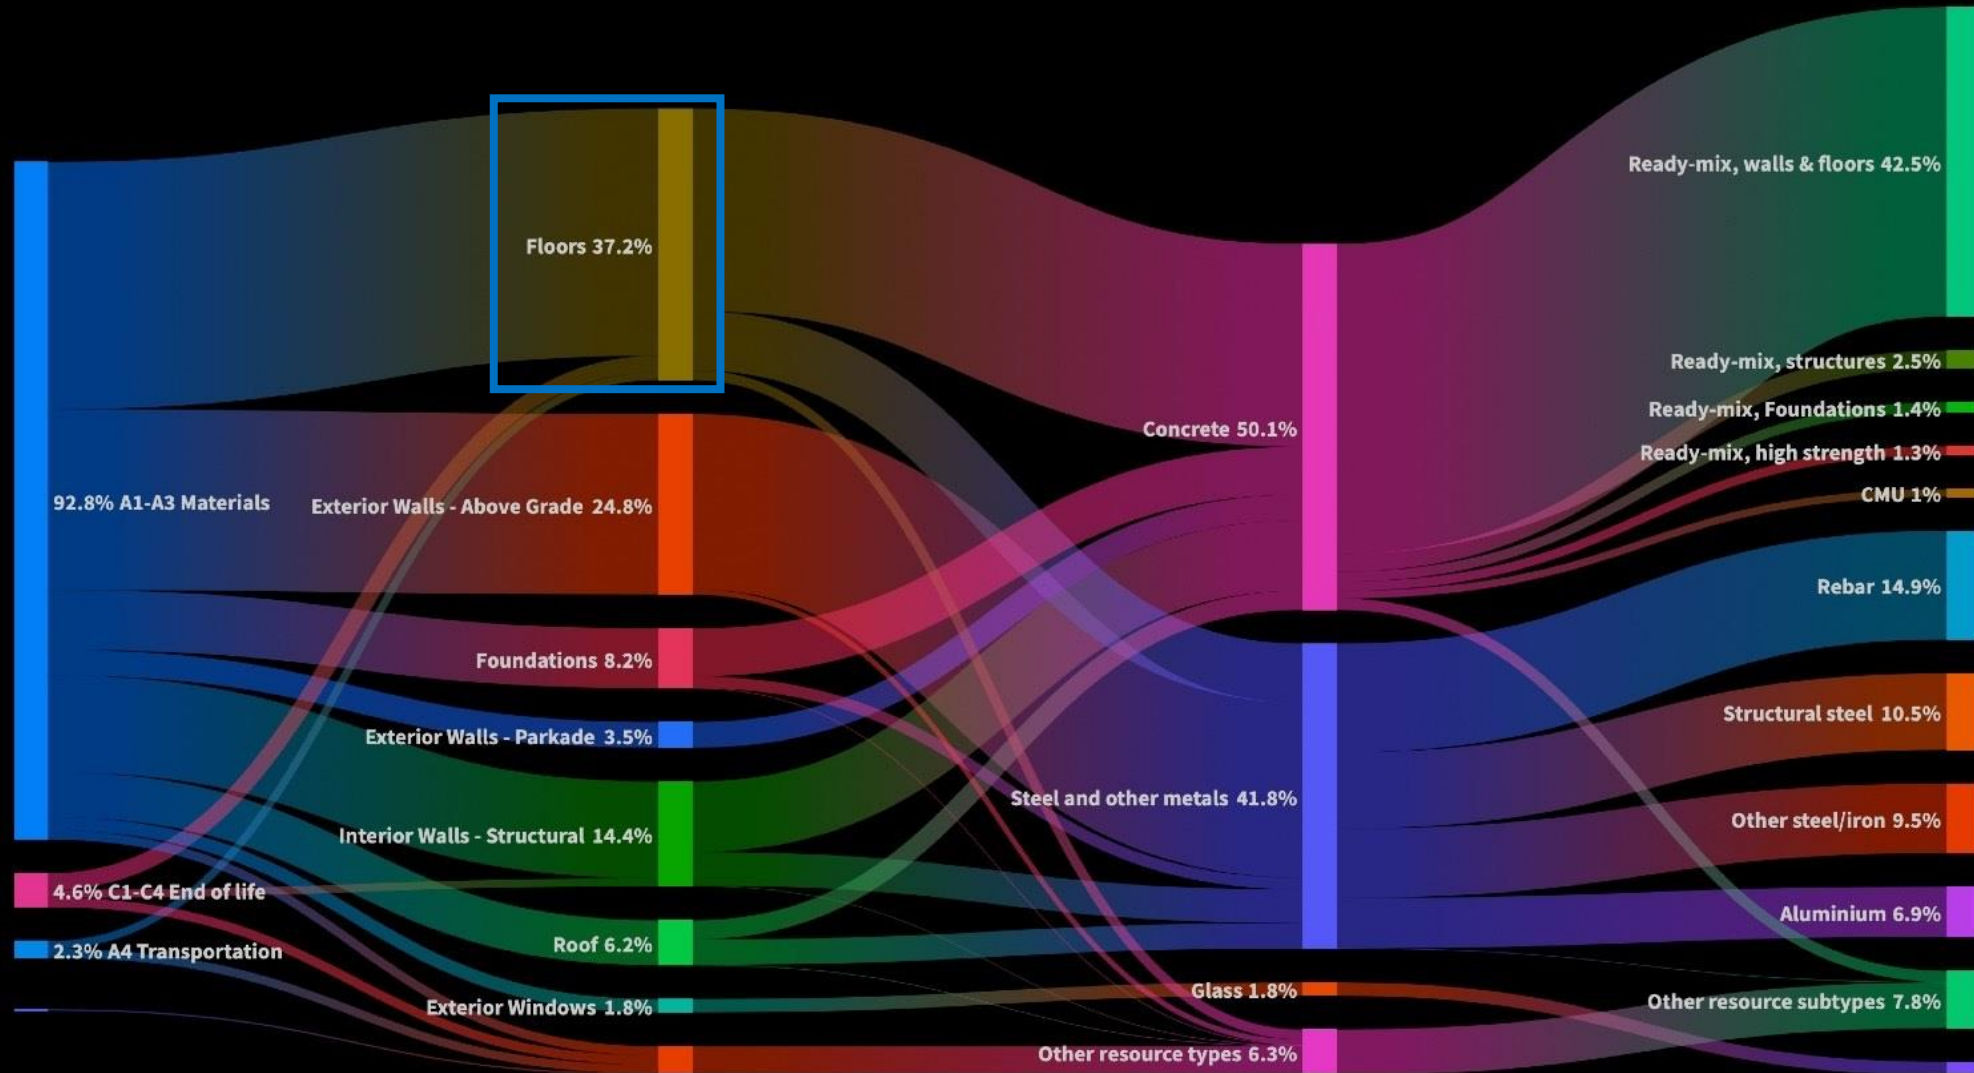 92.8% A1-A3 Materials
4.6% C1-C4 End of life
2.3% A4 Transportation
Floors 37.2%
Exterior Walls - Above Grade 24.8%
Foundations 8.2%
Exterior Walls - Parkade 3.5%
Interior Walls - Structural 14.4%
Roof 6.2%
Exterior Windows 1.8%
Concrete 50.1%
Steel and other metals 41.8%
Glass 1.8%
Other resource types 6.3%
Ready-mix, walls & floors 42.5%
Ready-mix, structures 2.5%
Ready-mix, Foundations 1.4%
Ready-mix, high strength 1.3%
CMU 1%
Rebar 14.9%
Structural steel 10.5%
Other steel/iron 9.5%
Aluminium 6.9%
Other resource subtypes 7.8%